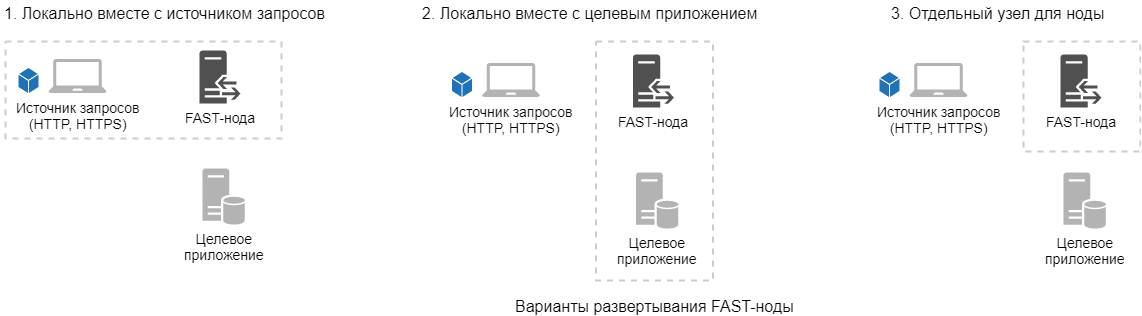 1. Локально вместе с источником запросов
Источник запросов
(HTTP, HTTPS)
FAST-нода
Целевое
приложение
2. Локально вместе с целевым приложением
Источник запросов
(HTTP, HTTPS)
FAST-нода
Целевое
приложение
3. Отдельный узел для ноды
Источник запросов
(HTTP, HTTPS)
FAST-нода
Целевое
приложение
Варианты развертывания FAST-ноды